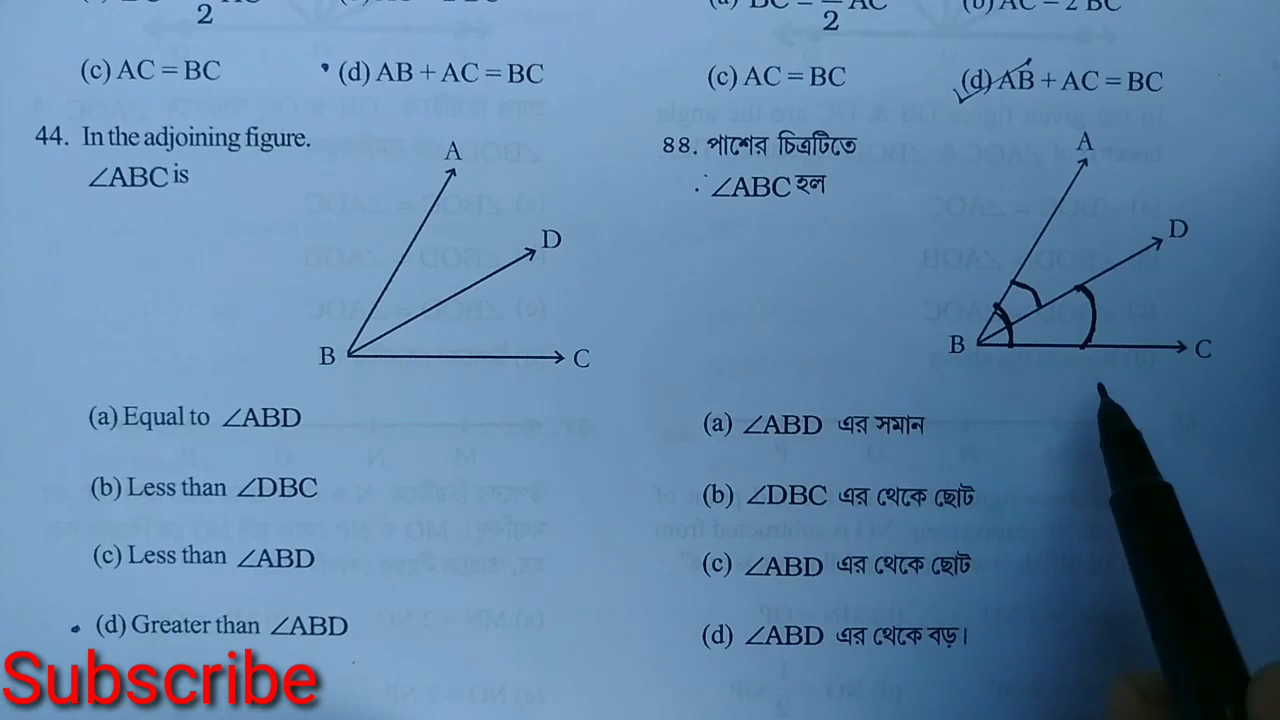 2
(c) AC = BC
(d) AB + AC = BC
44. In the adjoining figure.
∠ABC is
A
D
B
C
(a) Equal to ∠ABD
(b) Less than ∠DBC
(c) Less than ∠ABD
(d) Greater than ∠ABD
2
(c) AC = BC
(d) AB + AC = BC
৪৪. পাশের চিত্রটিতে
∠ABC হল
A
D
B
C
(a) ∠ABD এর সমান
(b) ∠DBC এর থেকে ছোট
(c) ∠ABD এর থেকে ছোট
(d) ∠ABD এর থেকে বড়।
Subscribe